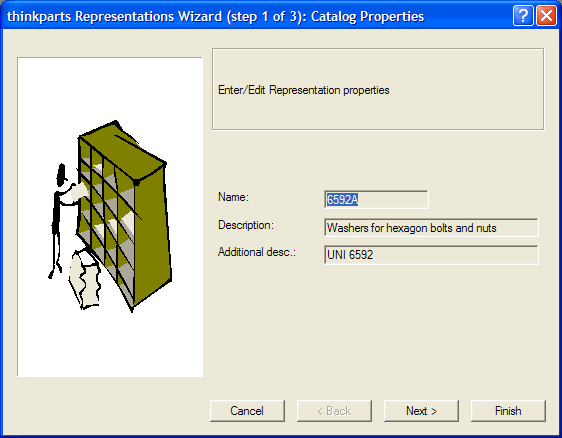 thinkparts Representations Wizard (step 1 of 3): Catalog Properties
Enter/Edit Representation properties
Name: 6592A
Description: Washers for hexagon bolts and nuts
Additional desc.: UNI 6592
Cancel < Back Next > Finish